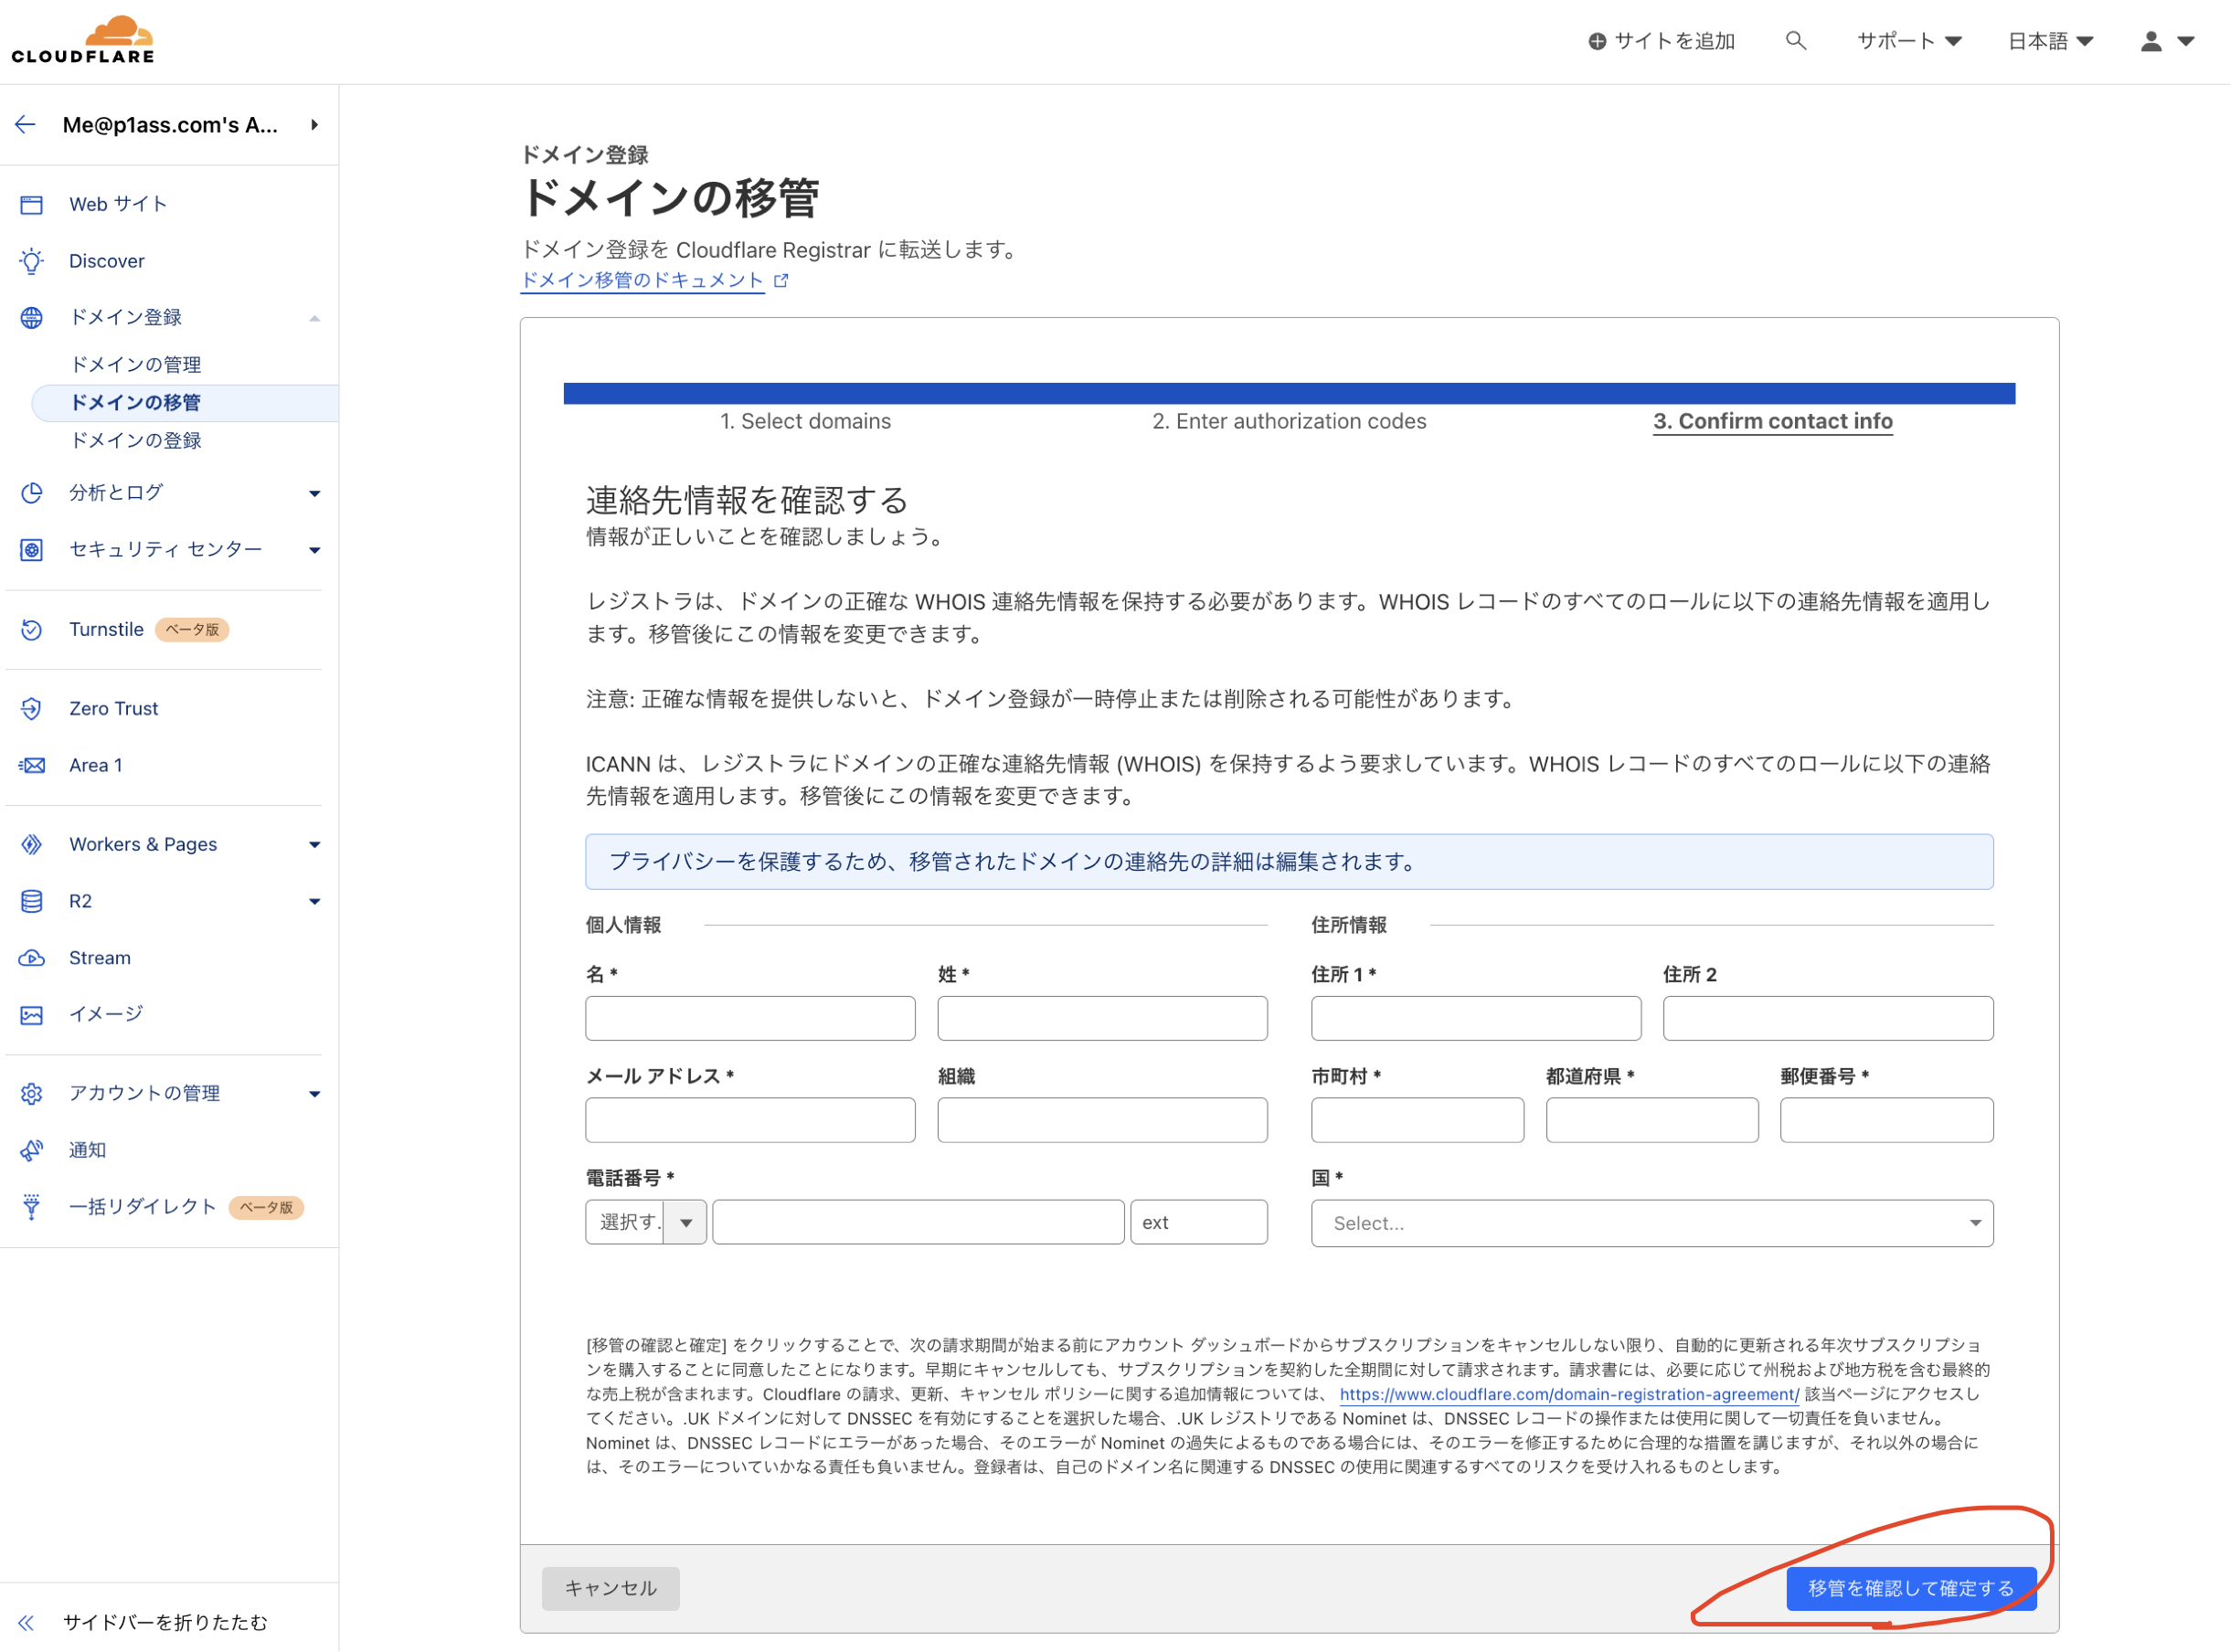 CLOUDFLARE
サイトを追加
サポート
日本語
Me@p1ass.com's A...
Web サイト
Discover
ドメイン登録
ドメインの管理
ドメインの移管
ドメインの登録
分析とログ
セキュリティ センター
Turnstile ベータ版
Zero Trust
Area 1
Workers & Pages
R2
Stream
イメージ
アカウントの管理
通知
一括リダイレクト ベータ版
サイドバーを折りたたむ
ドメイン登録
ドメインの移管
ドメイン登録を Cloudflare Registrar に転送します。
ドメイン移管のドキュメント
1. Select domains
2. Enter authorization codes
3. Confirm contact info
連絡先情報を確認する
情報が正しいことを確認しましょう。
レジストラは、ドメインの正確な WHOIS 連絡先情報を保持する必要があります。WHOIS レコードのすべてのロールに以下の連絡先情報を適用し
ます。移管後にこの情報を変更できます。
注意: 正確な情報を提供しないと、ドメイン登録が一時停止または削除される可能性があります。
ICANN は、レジストラにドメインの正確な連絡先情報 (WHOIS) を保持するよう要求しています。WHOIS レコードのすべてのロールに以下の連絡
先情報を適用します。移管後にこの情報を変更できます。
プライバシーを保護するため、移管されたドメインの連絡先の詳細は編集されます。
個人情報
住所情報
名 *
姓 *
住所 1 *
住所 2
メール アドレス *
組織
市町村 *
都道府県 *
郵便番号 *
電話番号 *
国 *
選択す.
ext
Select...
[移管の確認と確定] をクリックすることで、次の請求期間が始まる前にアカウント ダッシュボードからサブスクリプションをキャンセルしない限り、自動的に更新される年次サブスクリプショ
ンを購入することに同意したことになります。早期にキャンセルしても、サブスクリプションを契約した全期間に対して請求されます。請求書には、必要に応じて州税および地方税を含む最終的
な売上税が含まれます。Cloudflare の請求、更新、キャンセル ポリシーに関する追加情報については、 https://www.cloudflare.com/domain-registration-agreement/ 該当ページにアクセスし
てください。.UK ドメインに対して DNSSEC を有効にすることを選択した場合、.UK レジストリである Nominet は、DNSSEC レコードの操作または使用に関して一切責任を負いません。
Nominet は、DNSSEC レコードにエラーがあった場合、そのエラーが Nominet の過失によるものである場合には、そのエラーを修正するために合理的な措置を講じますが、それ以外の場合に
は、そのエラーについていかなる責任も負いません。登録者は、自己のドメイン名に関連する DNSSEC の使用に関連するすべてのリスクを受け入れるものとします。
キャンセル
移管を確認して確定する